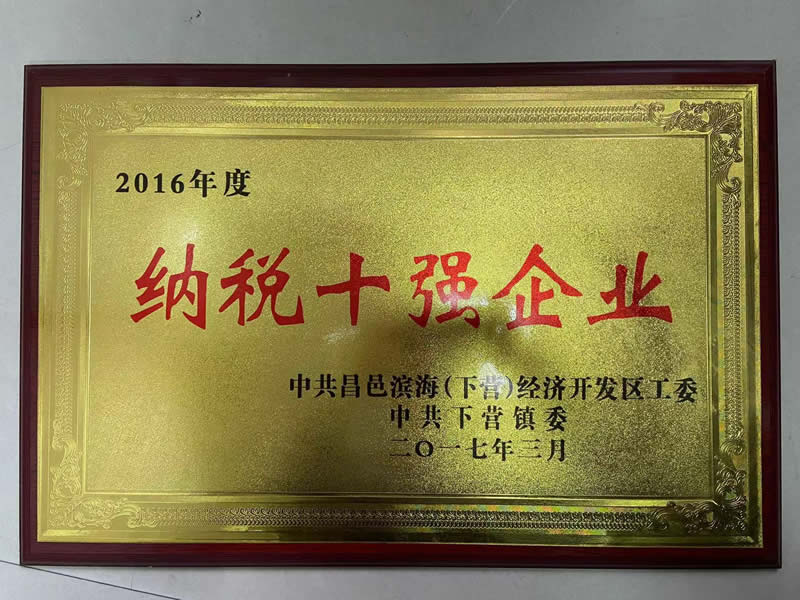 2016年度
纳税十强企业
中共昌邑滨海(下营)经济开发区工委
中共下营镇委
二〇一七年三月